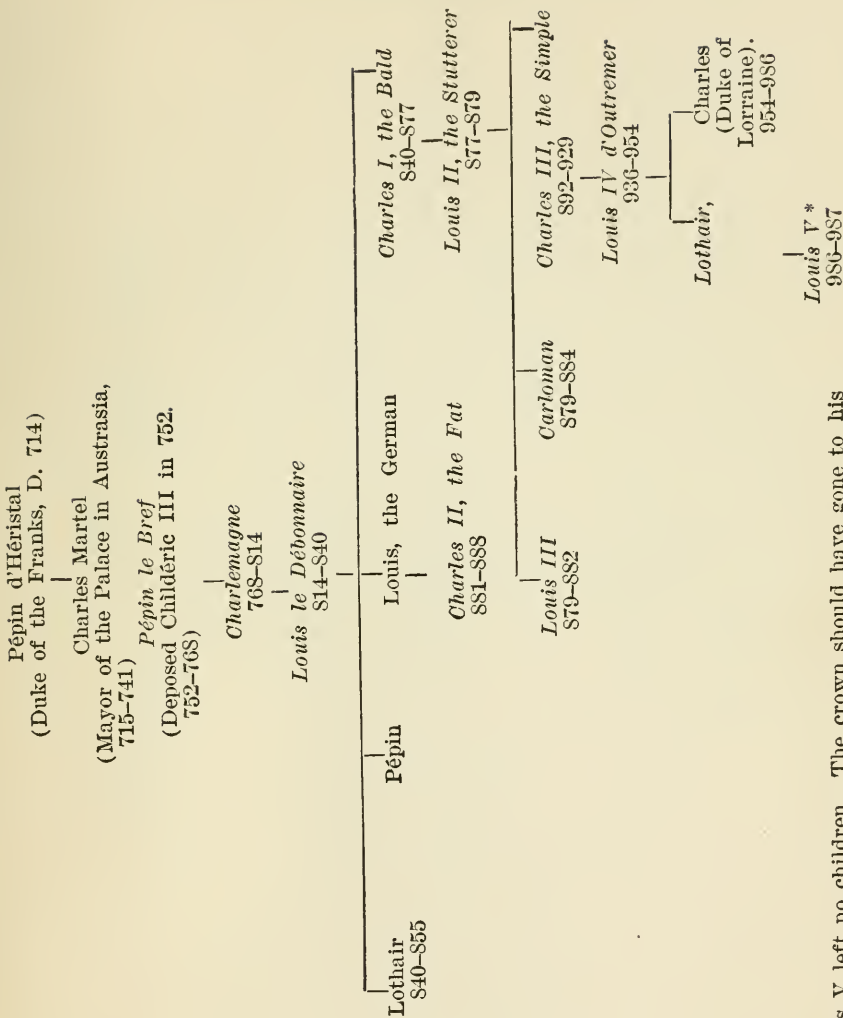 Pépin d'Héristal
(Duke of the Franks, D. 714)
Charles Martel
(Mayor of the Palace in Austrasia,
715–741)
Pépin le Bref
(Deposed Childéric III in 752.
752–768)
Charlemagne
768–814
Louis le Débonnaire
814–840
Lothair
840–855
Pépin
Louis, the German
Charles I, the Bald
840–877
Charles II, the Fat
881–888
Louis II, the Stutterer
877–879
Louis III
879–882
Carloman
879–884
Charles III, the Simple
892–929
Louis IV d'Outremer
936–954
Lothair,
Charles
(Duke of
Lorraine).
954–986
Louis V *
986–987
s V left no children. The crown should have gone to his